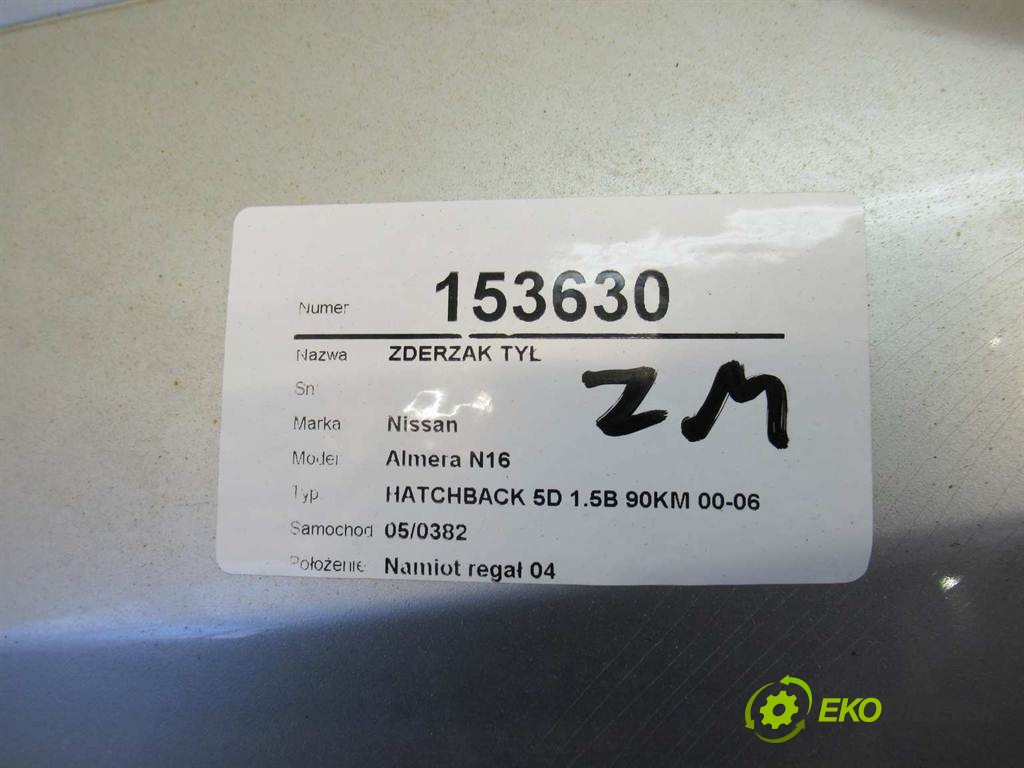 Numer 153630
Nazwa ZDERZAK TYŁ
Sn
ZM
Marka Nissan
Model Almera N16
Typ HATCHBACK 5D 1.5B 90KM 00-06
Samochod 05/0382
Położenie Namiot regał 04
EKO